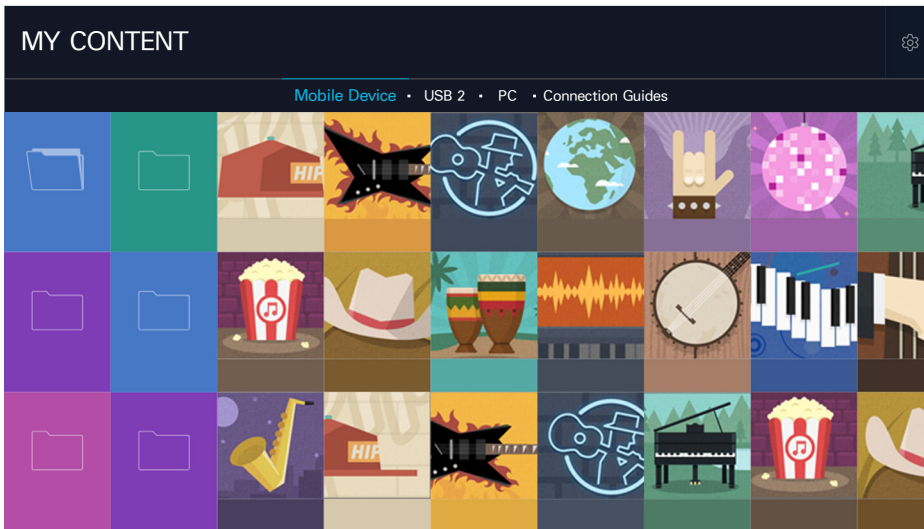 MY CONTENT
Mobile Device • USB 2 • PC • Connection Guides
HIP
HIP